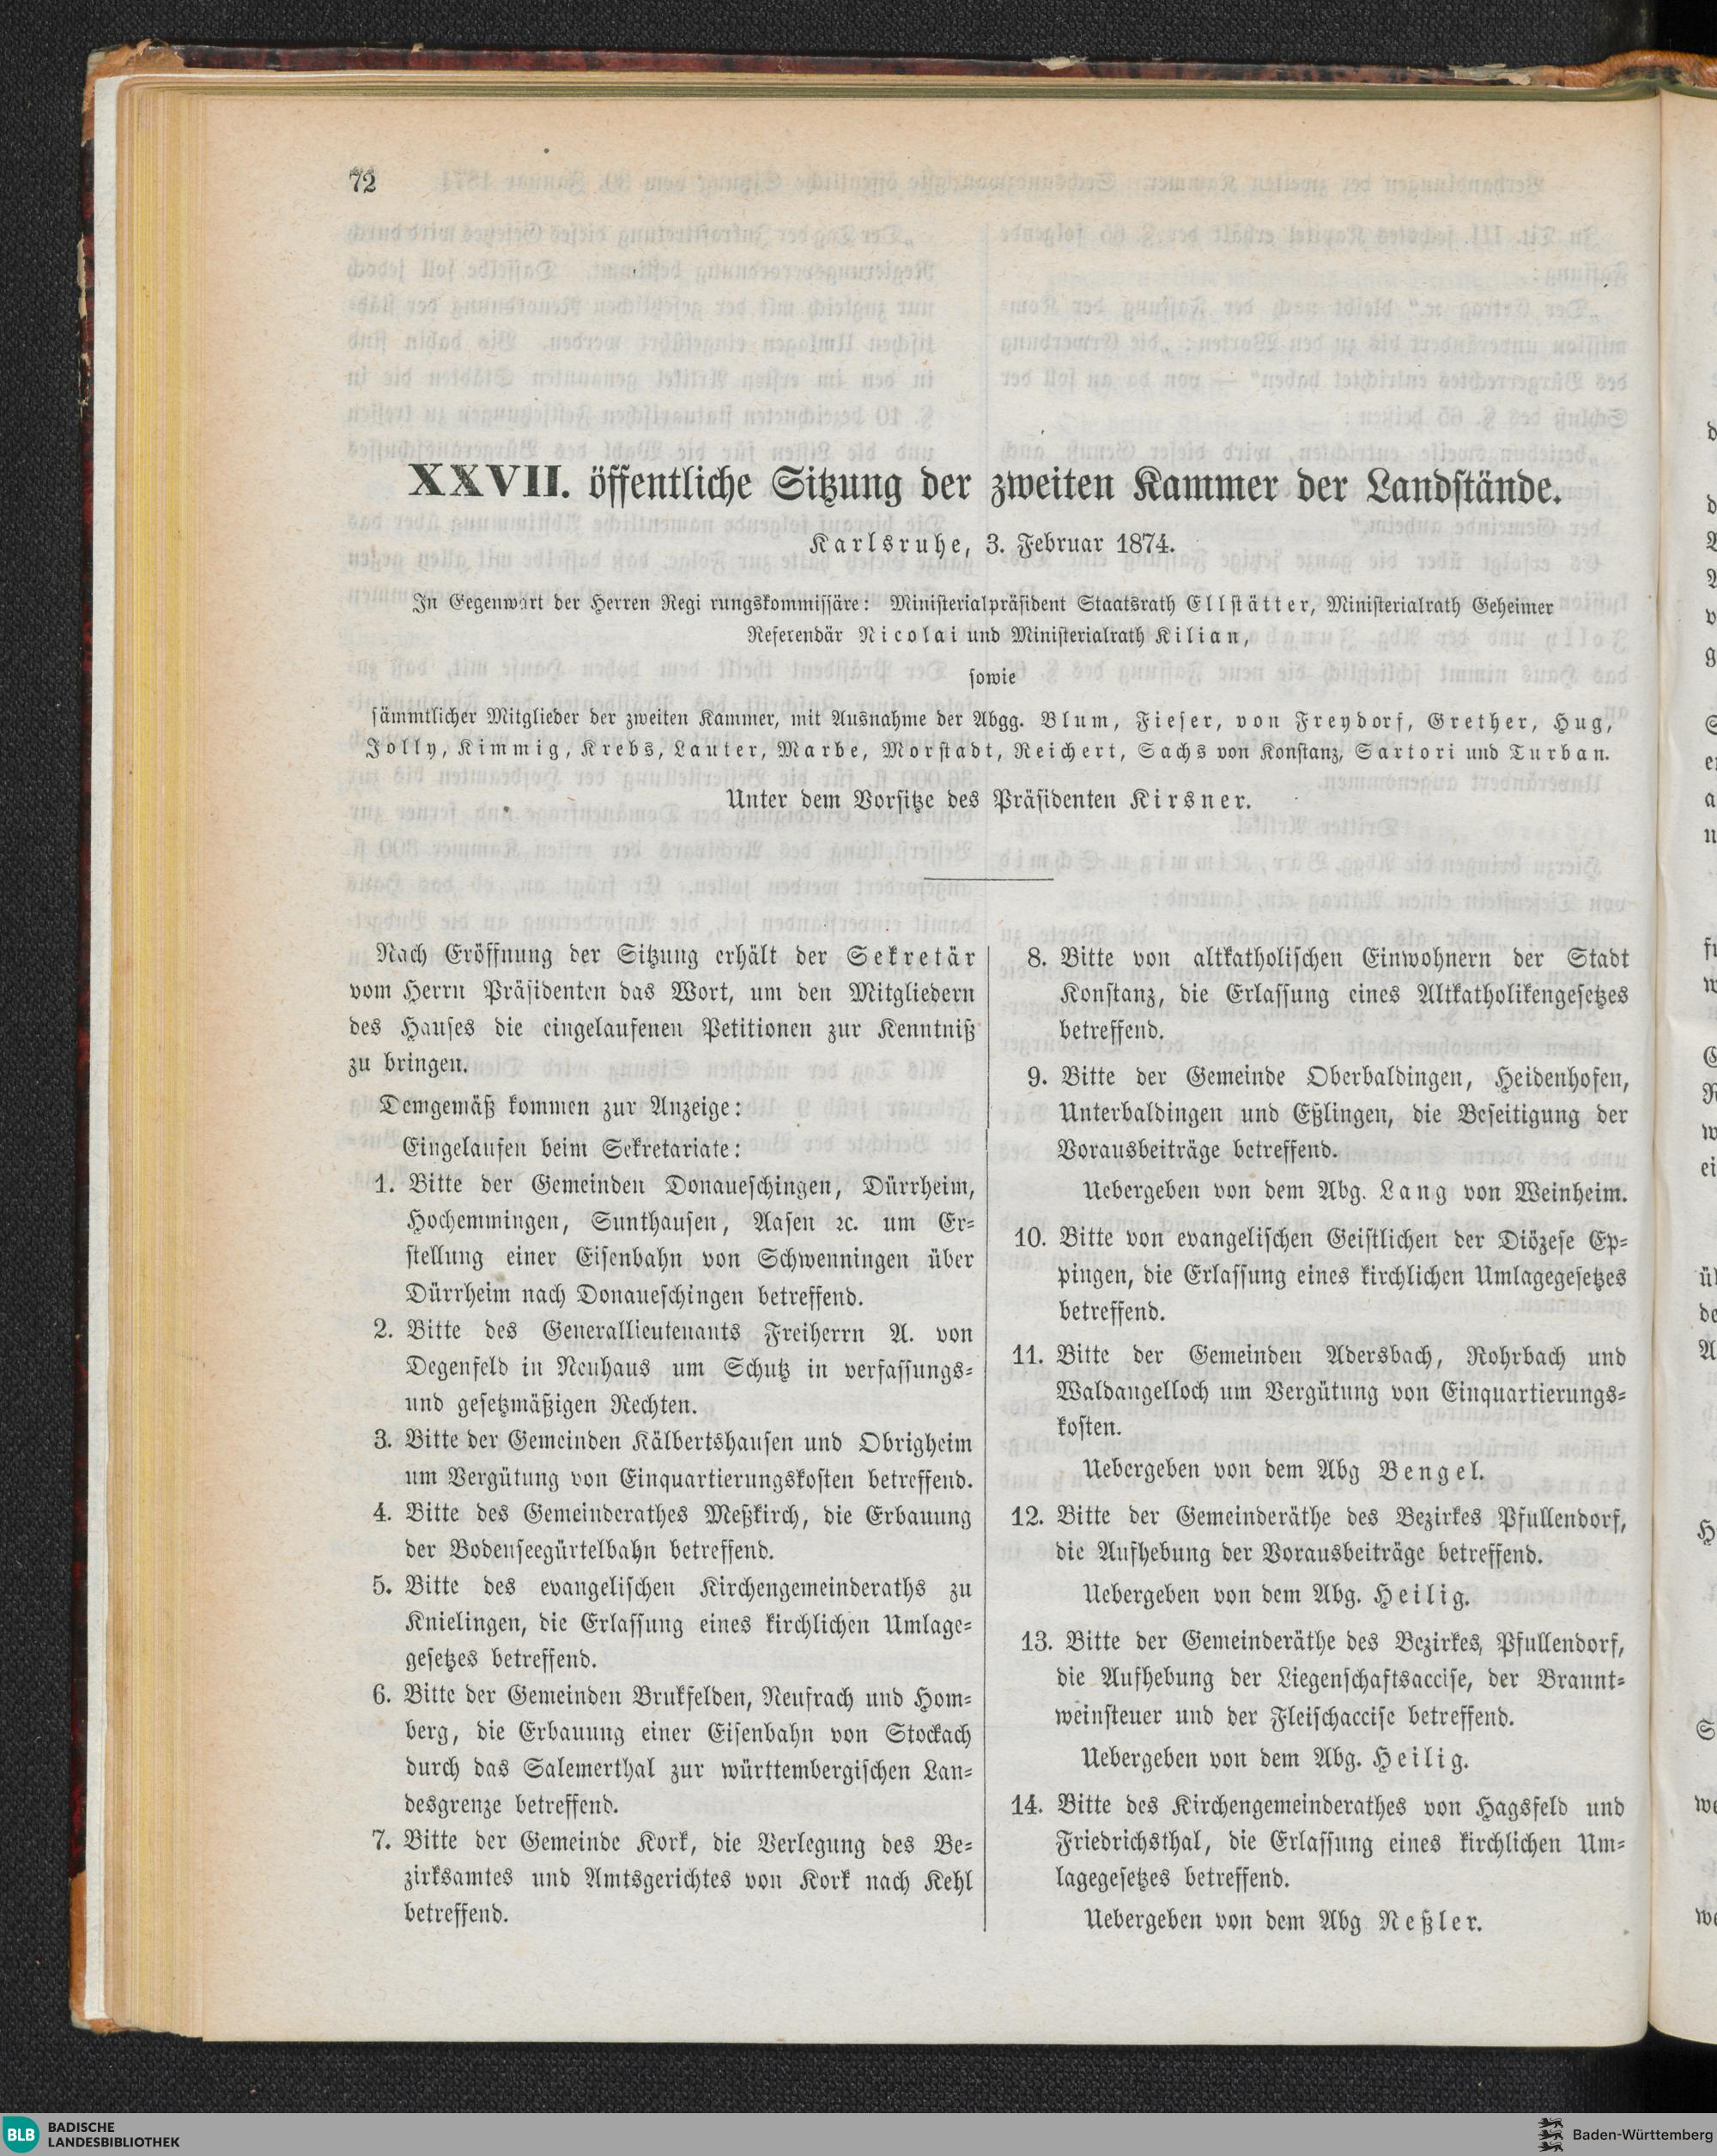 72
XXVII. öffentliche Sitzung der zweiten Kammer der Landstände.
Karlsruhe, 3. Februar 1874.
In Gegenwart der Herren Regi rungskommissäre: Ministerialpräsident Staatsrath Ellstätter, Ministerialrath Geheimer
Referendär Nicolai und Ministerialrath Kilian,
sowie
sämmtlicher Mitglieder der zweiten Kammer, mit Ausnahme der Abgg. Blum, Fieser, von Freydorf, Grether, Hug,
Jolly, Kimmig, Krebs, Lauter, Marbe, Morstadt, Reichert, Sachs von Konstanz, Sartori und Turban.
Unter dem Vorsitze des Präsidenten Kirsner.
Nach Eröffnung der Sitzung erhält der Sekretär
vom Herrn Präsidenten das Wort, um den Mitgliedern
des Hauses die eingelaufenen Petitionen zur Kenntniß
zu bringen.
Demgemäß kommen zur Anzeige:
Eingelaufen beim Sekretariate:
1. Bitte der Gemeinden Donaueschingen, Dürrheim,
Hochemmingen, Sunthausen, Aasen ꝛc. um Er⸗
stellung einer Eisenbahn von Schwenningen über
Dürrheim nach Donaueschingen betreffend.
2. Bitte des Generallieutenants Freiherrn A. von
Degenfeld in Neuhaus um Schutz in verfassungs⸗
und gesetzmäßigen Rechten.
3. Bitte der Gemeinden Kälbertshausen und Obrigheim
um Vergütung von Einquartierungskosten betreffend.
4. Bitte des Gemeinderathes Meßkirch, die Erbauung
der Bodenseegürtelbahn betreffend.
5. Bitte des evangelischen Kirchengemeinderaths zu
Knielingen, die Erlassung eines kirchlichen Umlage⸗
gesetzes betreffend.
6. Bitte der Gemeinden Brukfelden, Neufrach und Hom⸗
berg, die Erbauung einer Eisenbahn von Stockach
durch das Salemerthal zur württembergischen Lan⸗
desgrenze betreffend.
7. Bitte der Gemeinde Kork, die Verlegung des Be⸗
zirksamtes und Amtsgerichtes von Kork nach Kehl
betreffend.
8. Bitte von altkatholischen Einwohnern der Stadt
Konstanz, die Erlassung eines Altkatholikengesetzes
betreffend.
9. Bitte der Gemeinde Oberbaldingen, Heidenhofen,
Unterbaldingen und Eßlingen, die Beseitigung der
Vorausbeiträge betreffend.
Uebergeben von dem Abg. Lang von Weinheim.
10. Bitte von evangelischen Geistlichen der Diözese Ep⸗
pingen, die Erlassung eines kirchlichen Umlagegesetzes
betreffend.
11. Bitte der Gemeinden Adersbach, Rohrbach und
Waldangelloch um Vergütung von Einquartierungs⸗
kosten.
Uebergeben von dem Abg Bengel.
12. Bitte der Gemeinderäthe des Bezirkes Pfullendorf,
die Aufhebung der Vorausbeiträge betreffend.
Uebergeben von dem Abg. Heilig.
13. Bitte der Gemeinderäthe des Bezirkes, Pfullendorf,
die Aufhebung der Liegenschaftsaccise, der Brannt⸗
weinsteuer und der Fleischaccise betreffend.
Uebergeben von dem Abg. Heilig.
14. Bitte des Kirchengemeinderathes von Hagsfeld und
Friedrichsthal, die Erlassung eines kirchlichen Um⸗
lagegesetzes betreffend.
Uebergeben von dem Abg Neßler.
BLB BADISCHE
LANDESBIBLIOTHEK
Baden-Württemberg